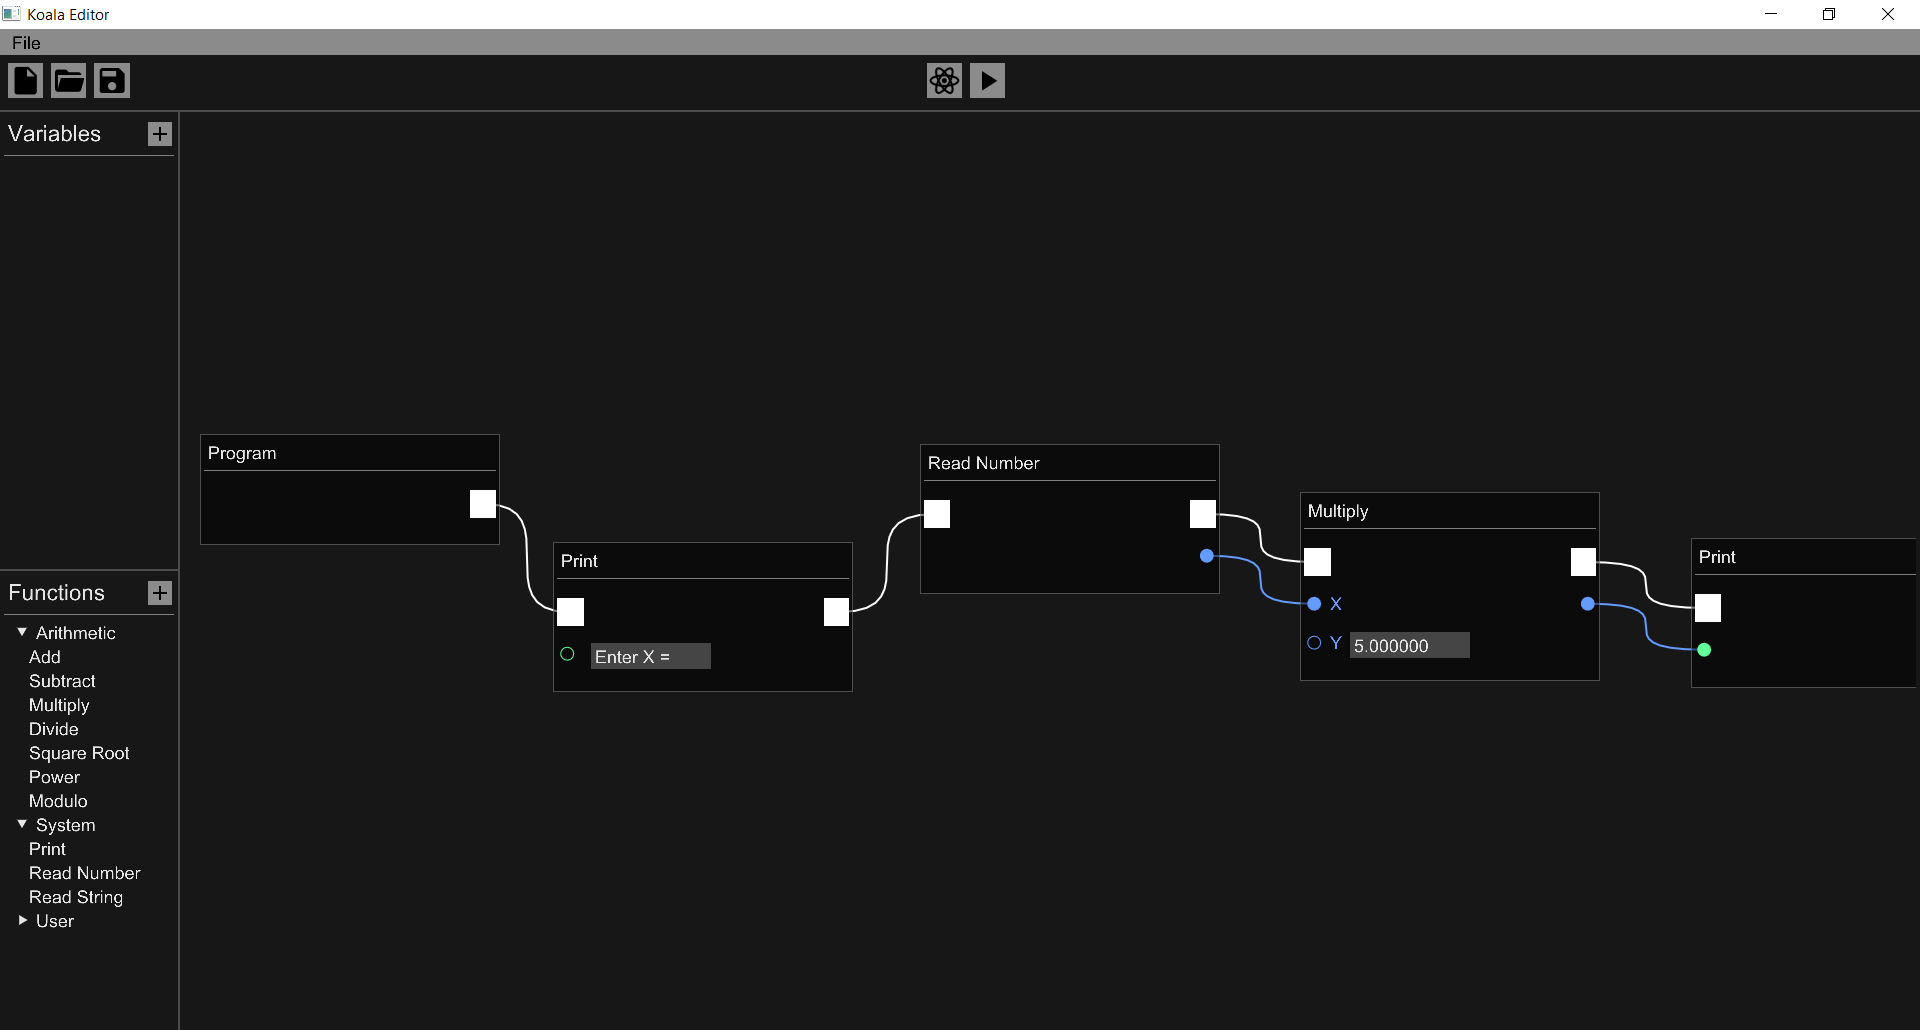 Koala Editor
File
Variables
Functions
Arithmetic
Add
Subtract
Multiply
Divide
Square Root
Power
Modulo
System
Print
Read Number
Read String
User
Program
Print
Enter X =
Read Number
Multiply
X
Y 5.000000
Print